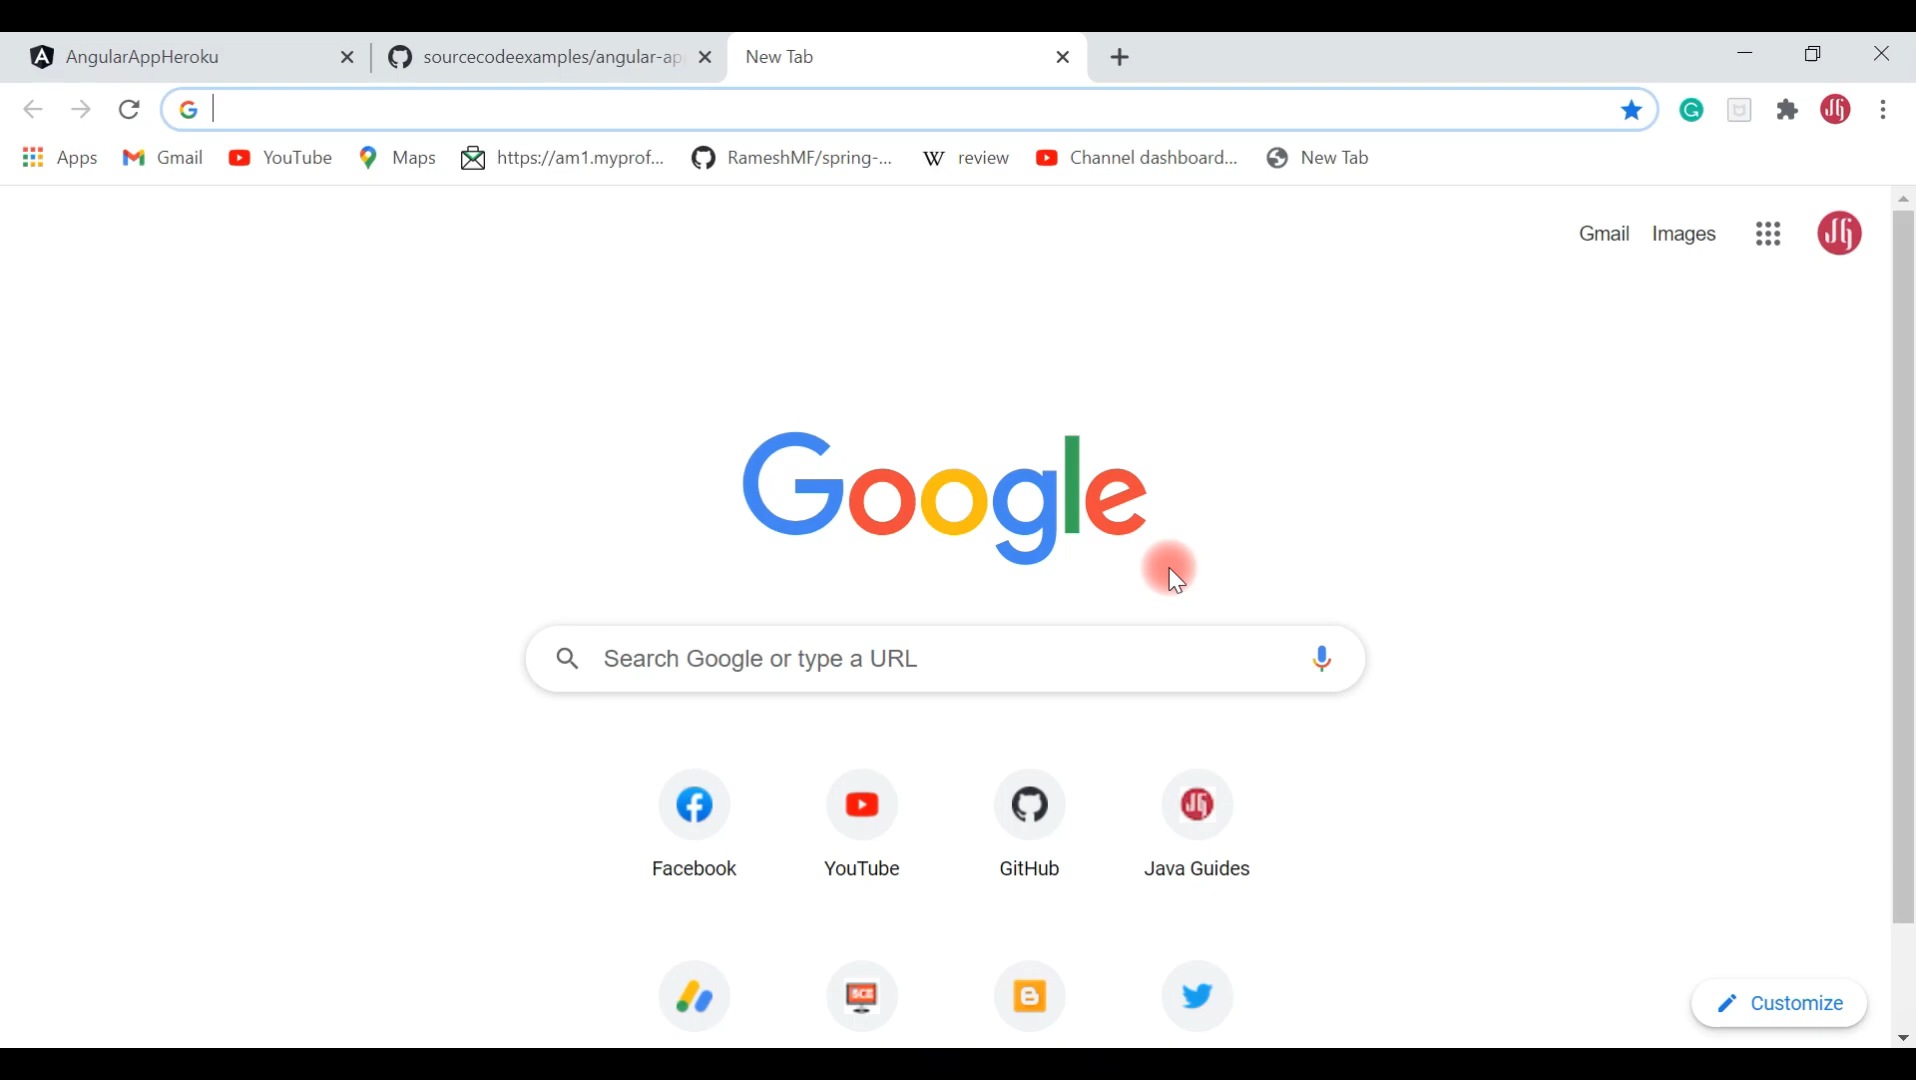 AngularAppHeroku
sourcecodeexamples/angular-ap
New Tab
Apps
Gmail
YouTube
Maps
https://am1.myprof...
RameshMF/spring-...
W review
Channel dashboard...
New Tab
Gmail
Images
Google
Search Google or type a URL
Facebook
YouTube
GitHub
Java Guides
SCE
Customize